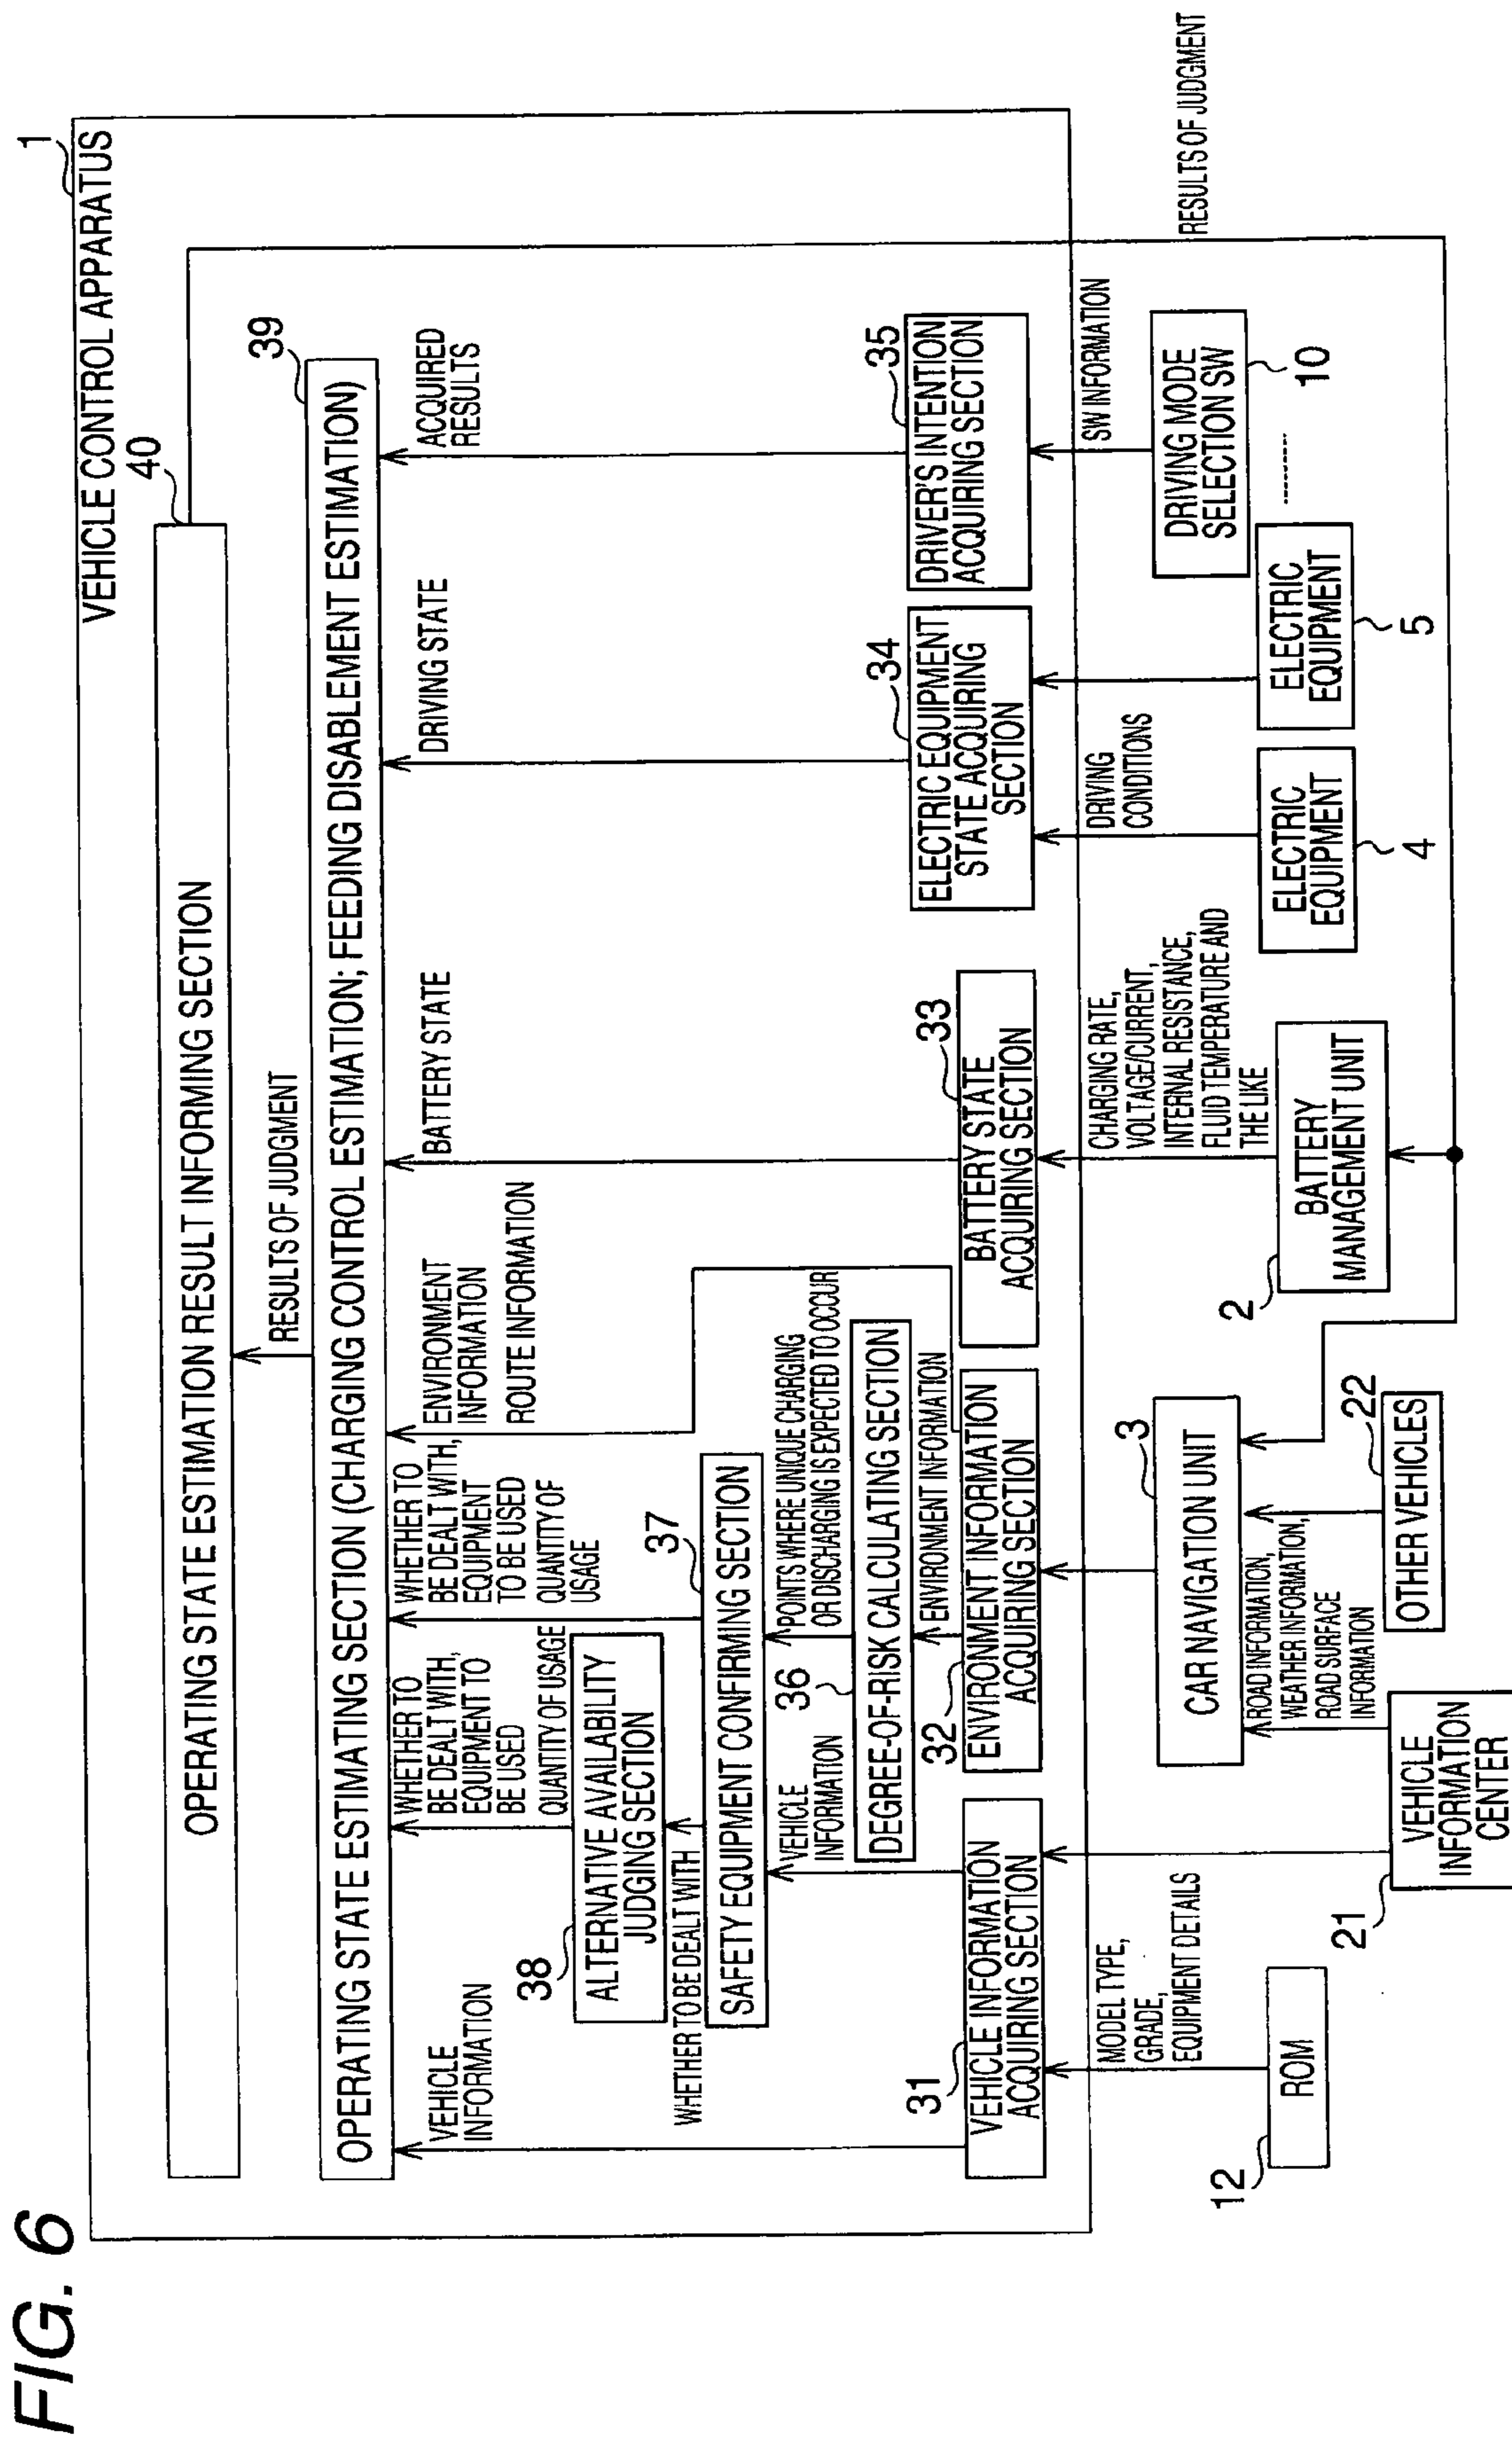 FIG. 6
1
VEHICLE CONTROL APPARATUS
40
OPERATING STATE ESTIMATION RESULT INFORMING SECTION
RESULTS OF JUDGMENT
39
OPERATING STATE ESTIMATING SECTION (CHARGING CONTROL ESTIMATION; FEEDING DISABLEMENT ESTIMATION)
VEHICLE
INFORMATION
WHETHER TO
BE DEALT WITH,
EQUIPMENT TO
BE USED
QUANTITY OF USAGE
WHETHER TO
BE DEALT WITH,
EQUIPMENT
TO BE USED
QUANTITY OF
USAGE
ENVIRONMENT
INFORMATION
ROUTE INFORMATION
BATTERY STATE
DRIVING STATE
ACQUIRED
RESULTS
38
ALTERNATIVE AVAILABILITY
JUDGING SECTION
WHETHER TO BE DEALT WITH
37
SAFETY EQUIPMENT CONFIRMING SECTION
VEHICLE
INFORMATION
POINTS WHERE UNIQUE CHARGING
OR DISCHARGING IS EXPECTED TO OCCUR
36
DEGREE-OF-RISK CALCULATING SECTION
ENVIRONMENT INFORMATION
31
VEHICLE INFORMATION
ACQUIRING SECTION
32
ENVIRONMENT INFORMATION
ACQUIRING SECTION
33
BATTERY STATE
ACQUIRING SECTION
34
ELECTRIC EQUIPMENT
STATE ACQUIRING
SECTION
35
DRIVER'S INTENTION
ACQUIRING SECTION
MODEL TYPE,
GRADE,
EQUIPMENT DETAILS
CHARGING RATE,
VOLTAGE/CURRENT,
INTERNAL RESISTANCE,
FLUID TEMPERATURE AND
THE LIKE
DRIVING
CONDITIONS
SW INFORMATION
RESULTS OF JUDGMENT
12
ROM
21
VEHICLE
INFORMATION
CENTER
3
CAR NAVIGATION UNIT
ROAD INFORMATION,
WEATHER INFORMATION,
ROAD SURFACE
INFORMATION
22
OTHER VEHICLES
2
BATTERY
MANAGEMENT UNIT
ELECTRIC
EQUIPMENT
4
ELECTRIC
EQUIPMENT
5
DRIVING MODE
SELECTION SW
10